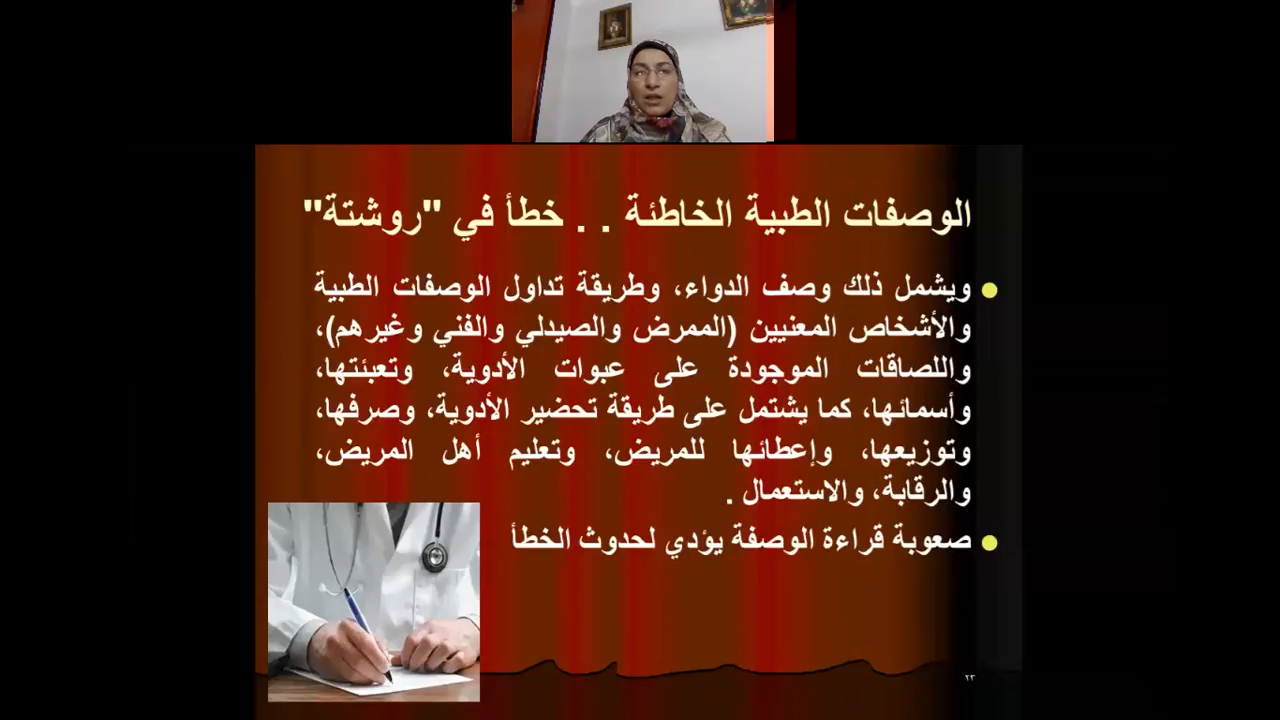 الوصفات الطبية الخاطئة . . خطأ في "روشتة"
ويشمل ذلك وصف الدواء، وطريقة تداول الوصفات الطبية
والأشخاص المعنيين (الممرض والصيدلي والفني وغيرهم)،
واللصاقات الموجودة على عبوات الأدوية، وتعبئتها،
وأسمائها، كما يشتمل على طريقة تحضير الأدوية، وصرفها،
وتوزيعها، وإعطائها للمريض، وتعليم أهل المريض،
والرقابة، والاستعمال .
صعوبة قراءة الوصفة يؤدي لحدوث الخطأ
٢٣